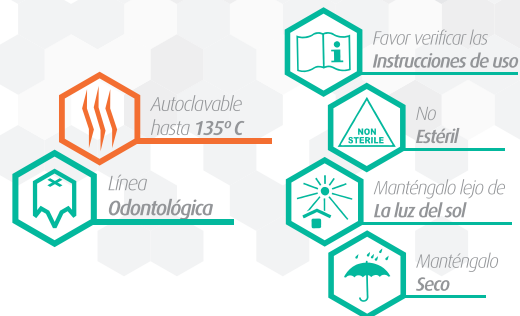 Autoclavable
hasta 135º C
Línea
Odontológica
Favor verificar las
Instrucciones de uso
NON
STERILE
No
Estéril
Manténgalo lejo de
La luz del sol
Manténgalo
Seco